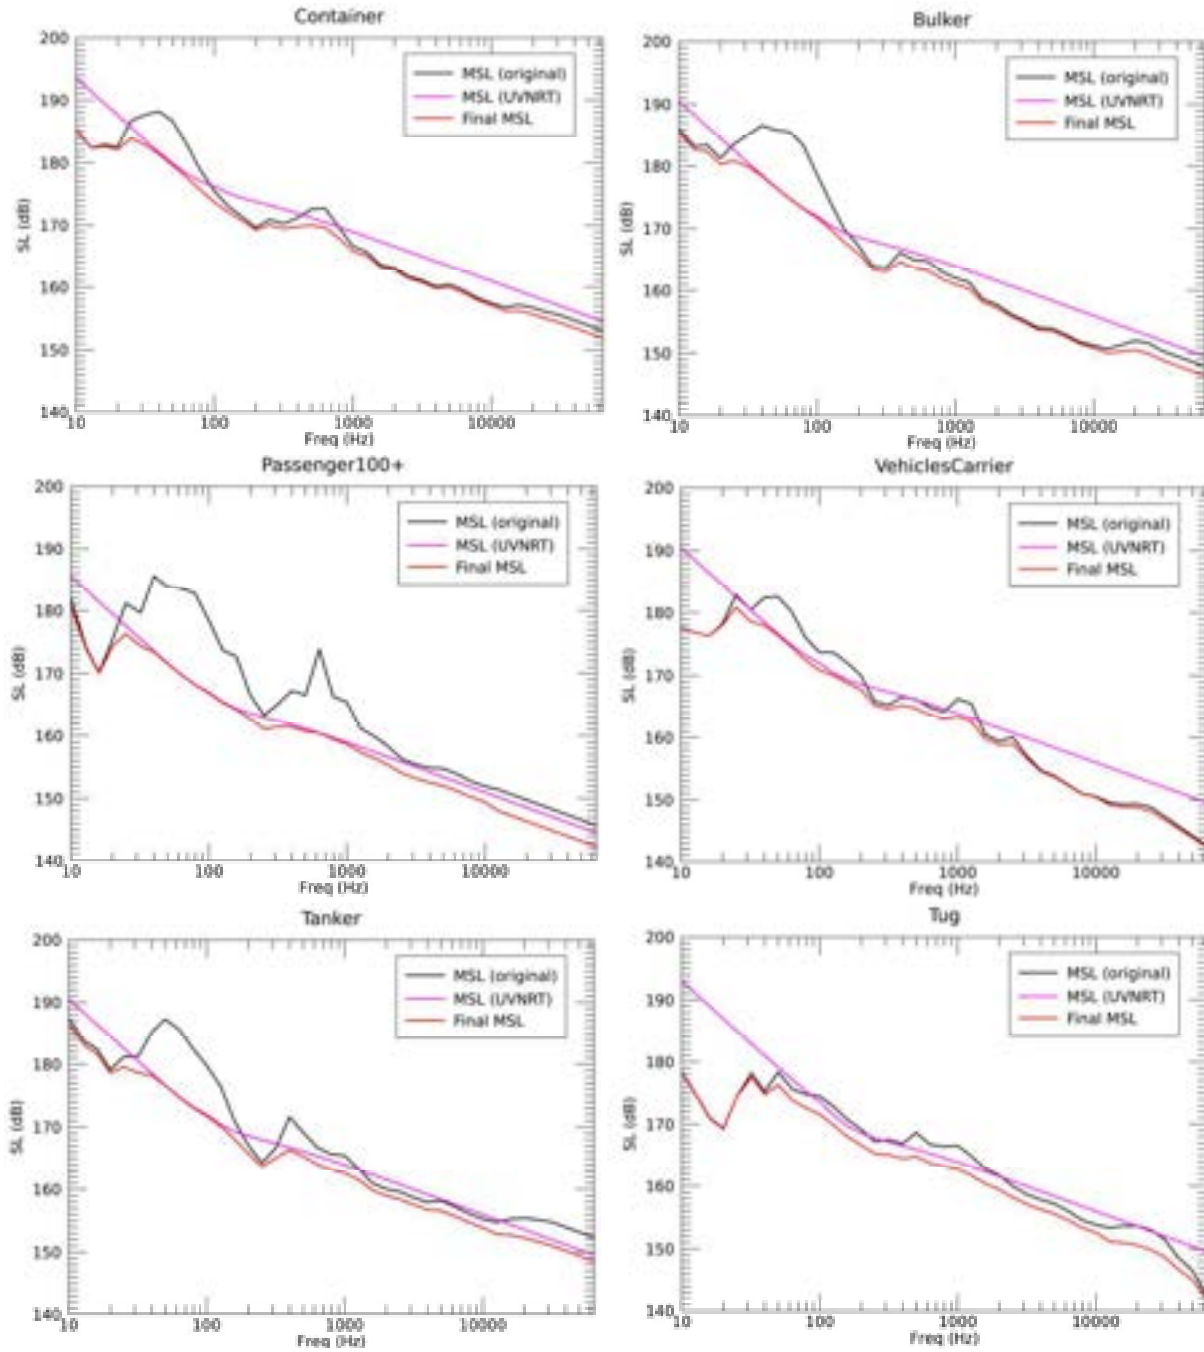 Container
200
190
180
170
160
150
140
SL (dB)
10
100
1000
10000
Freq (Hz)
MSL (original)
MSL (UVNRT)
Final MSL
Bulker
200
190
180
170
160
150
140
SL (dB)
10
100
1000
10000
Freq (Hz)
MSL (original)
MSL (UVNRT)
Final MSL
Passenger100+
200
190
180
170
160
150
140
SL (dB)
10
100
1000
10000
Freq (Hz)
MSL (original)
MSL (UVNRT)
Final MSL
VehiclesCarrier
200
190
180
170
160
150
140
SL (dB)
10
100
1000
10000
Freq (Hz)
MSL (original)
MSL (UVNRT)
Final MSL
Tanker
200
190
180
170
160
150
140
SL (dB)
10
100
1000
10000
Freq (Hz)
MSL (original)
MSL (UVNRT)
Final MSL
Tug
200
190
180
170
160
150
140
SL (dB)
10
100
1000
10000
Freq (Hz)
MSL (original)
MSL (UVNRT)
Final MSL